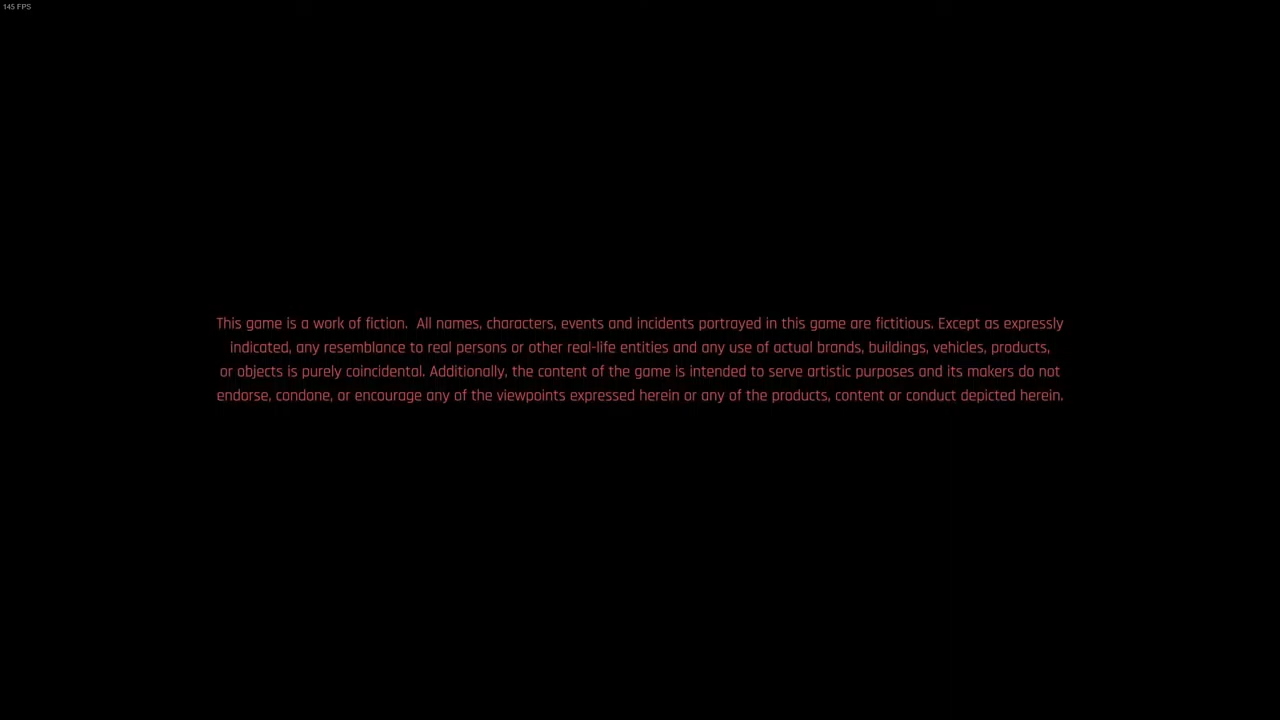 145 FPS
This game is a work of fiction.  All names, characters, events and incidents portrayed in this game are fictitious. Except as expressly
indicated, any resemblance to real persons or other real-life entities and any use of actual brands, buildings, vehicles, products,
or objects is purely coincidental. Additionally, the content of the game is intended to serve artistic purposes and its makers do not
endorse, condone, or encourage any of the viewpoints expressed herein or any of the products, content or conduct depicted herein.